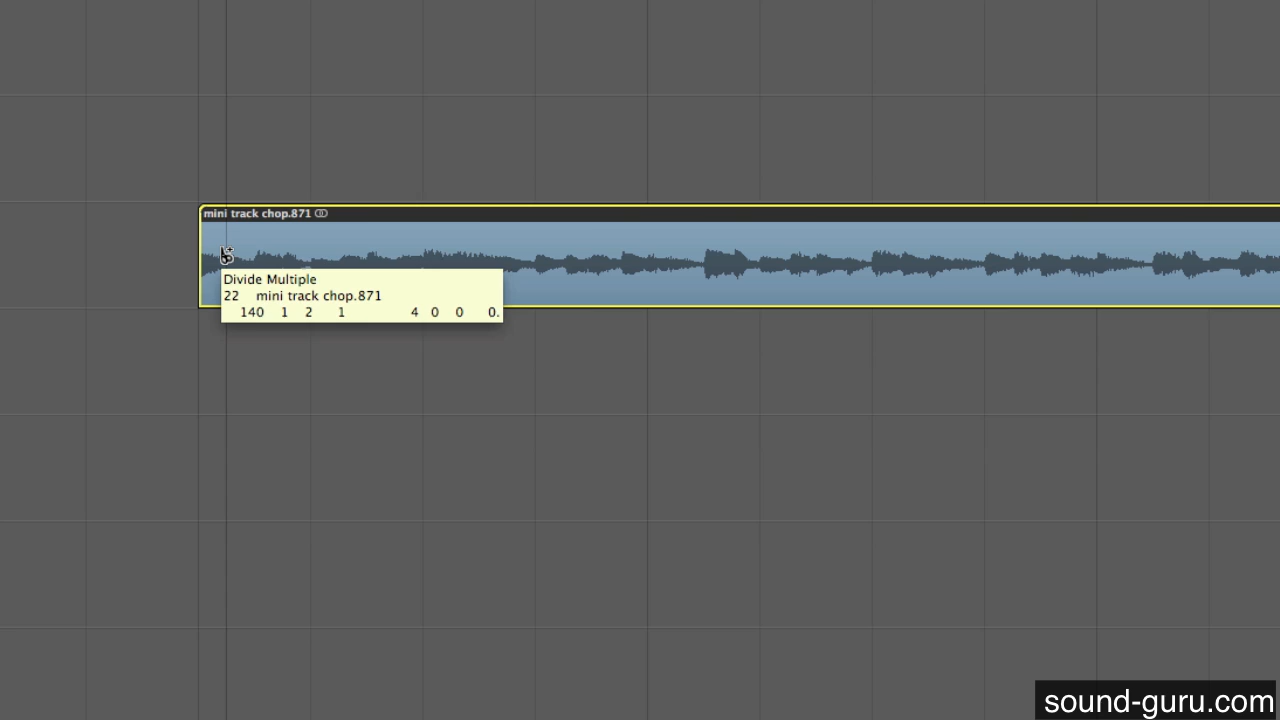 mini track chop.871
Divide Multiple
22 mini track chop.871
140 1 2 1 4 0 0 0.
sound-guru.com